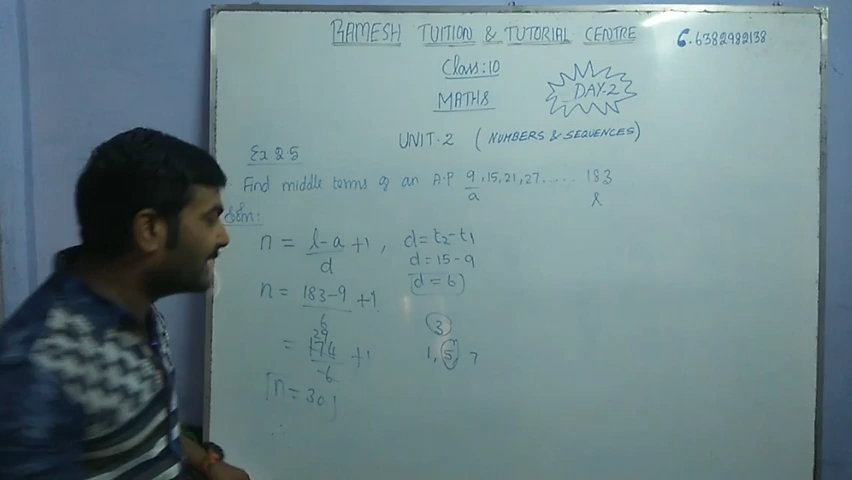 RAMESH TUITION & TUTORIAL CENTRE
C. 6382982138
Class: 10
MATHS
DAY-2
UNIT-2 (NUMBERS & SEQUENCES)
Ex 2.5
Find middle terms of an A.P 9, 15, 21, 27. .... 183
a l
Soln:
n = l-a/d +1, d = t₂-t₁
d = 15-9
d = 6
n = 183-9/6 +1
3
29
= 174/6 +1
1, 5, 7
n = 30
∴